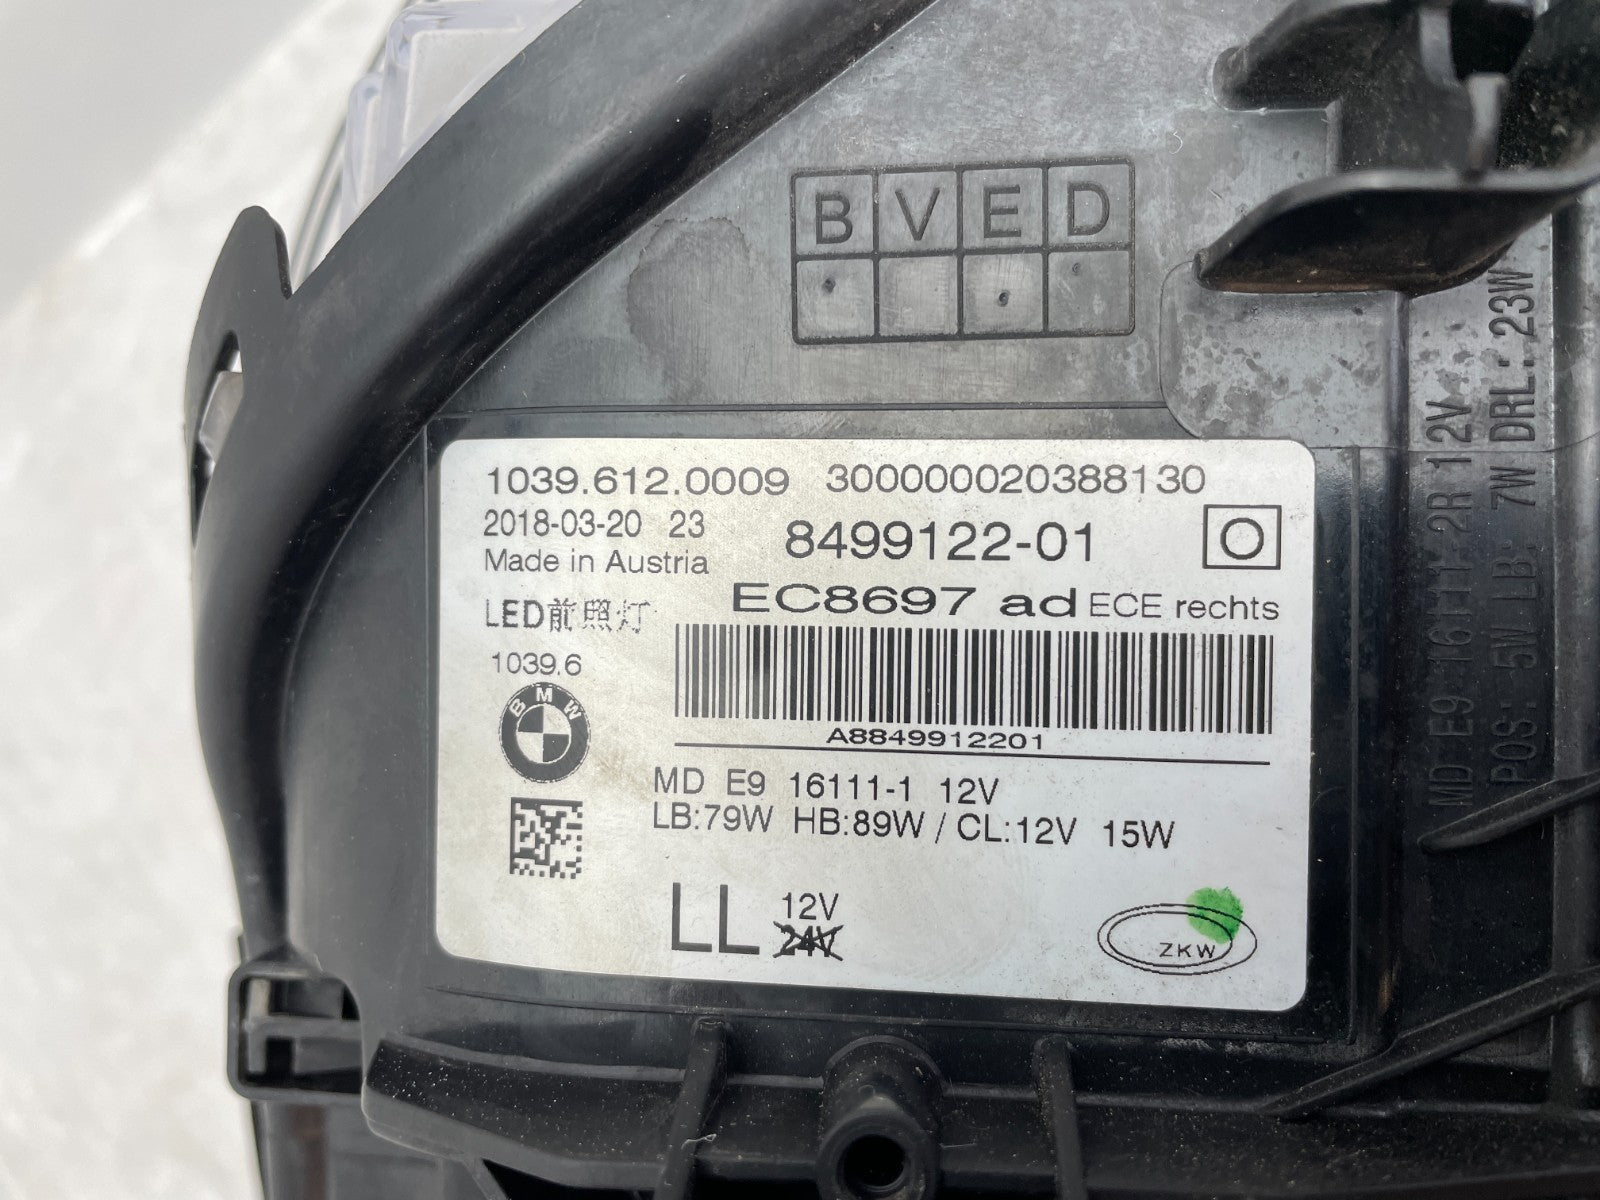 B V E D
1039.612.0009 300000020388130
2018-03-20 23
8499122-01
O
Made in Austria
EC8697 ad ECE rechts
LED前照灯
1039.6
BMW
A8849912201
MD E9 16111-1 12V
LB:79W HB:89W / CL:12V 15W
LL
12V
24V
ZKW
MD E9 16111-2R 12V
POS: 5W LB: 7W DRL: 23W